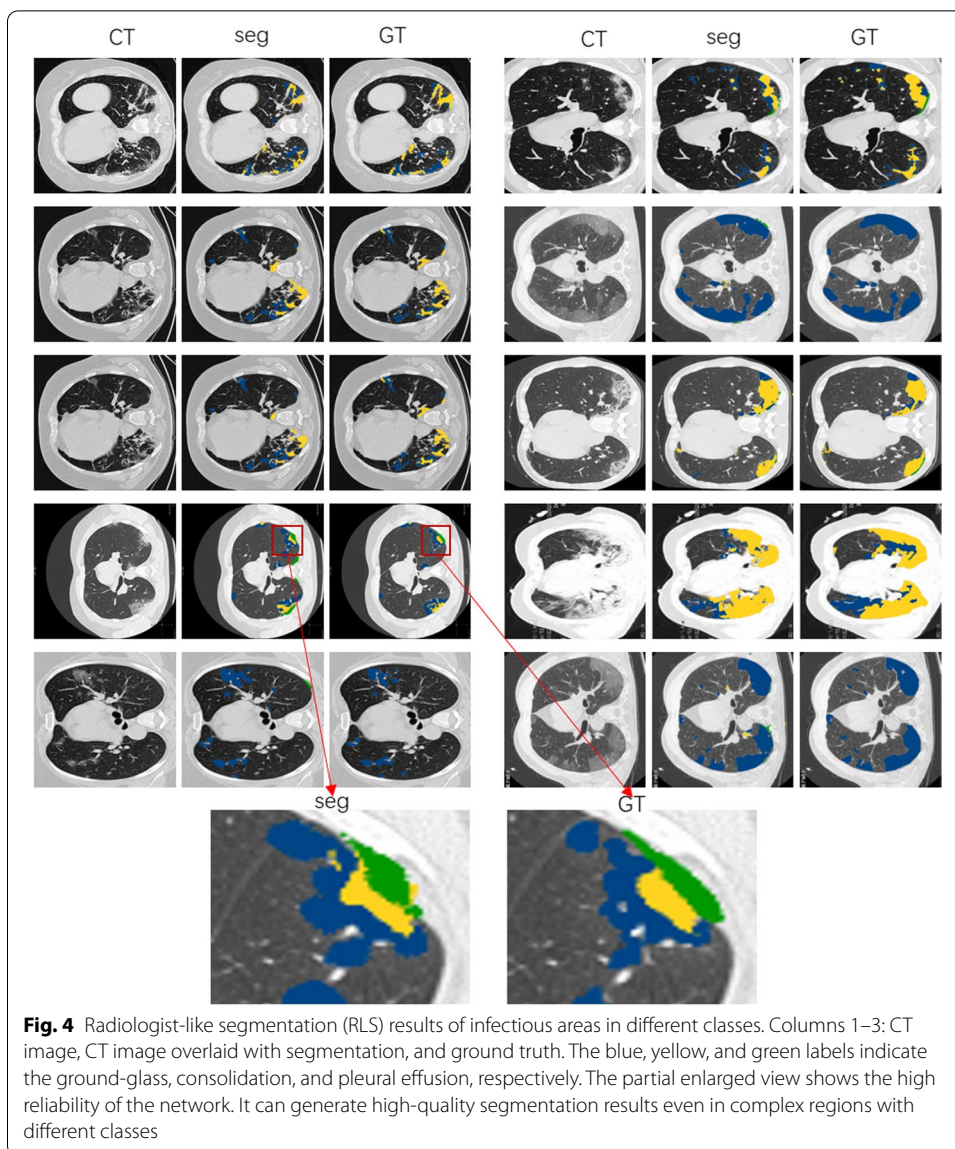 CT seg GT CT seg GT
seg GT
Fig. 4 Radiologist-like segmentation (RLS) results of infectious areas in different classes. Columns 1–3: CT
image, CT image overlaid with segmentation, and ground truth. The blue, yellow, and green labels indicate
the ground-glass, consolidation, and pleural effusion, respectively. The partial enlarged view shows the high
reliability of the network. It can generate high-quality segmentation results even in complex regions with
different classes